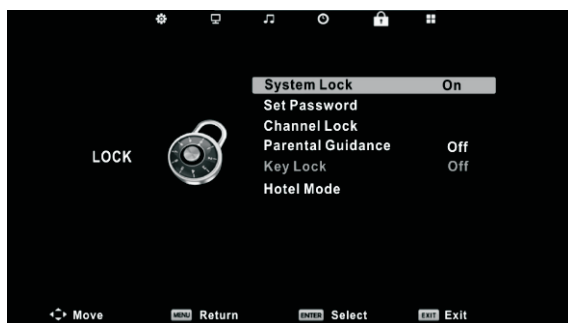 System Lock On
Set Password
Channel Lock
Parental Guidance Off
LOCK
Key Lock Off
Hotel Mode
Move MENU Return ENTER Select EXIT Exit